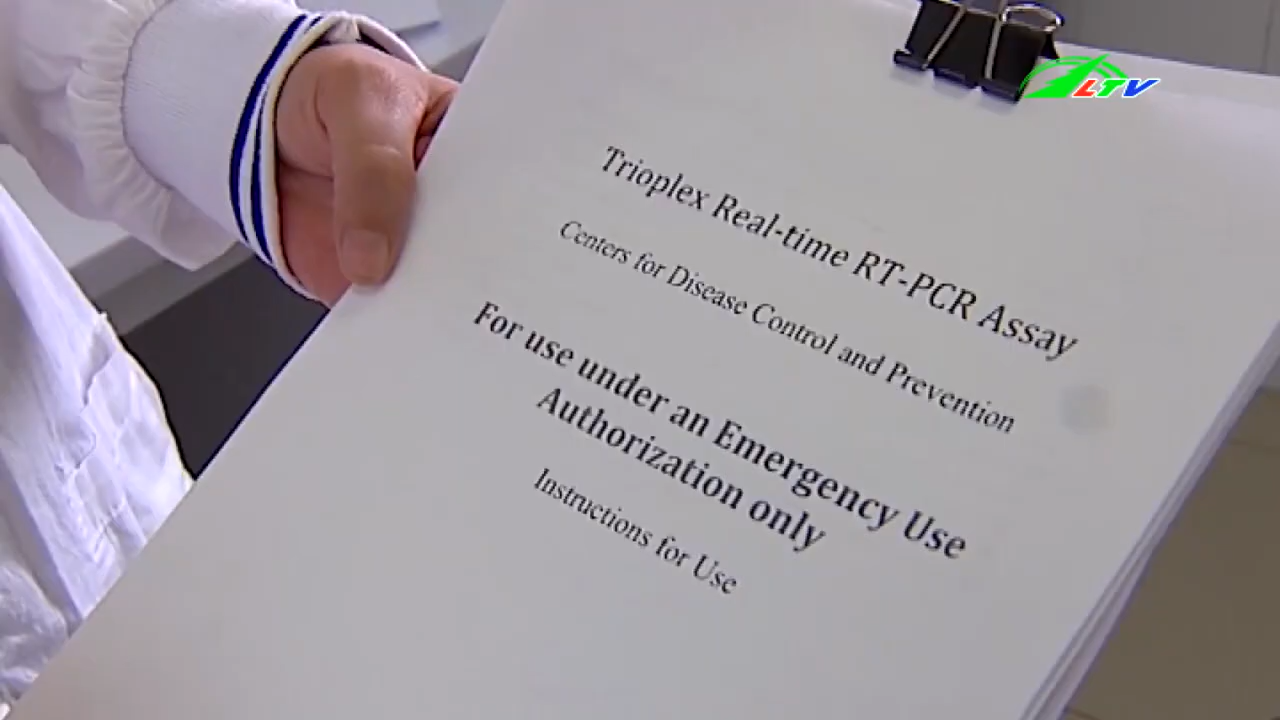 LTV
Trioplex Real-time RT-PCR Assay
Centers for Disease Control and Prevention
For use under an Emergency Use
Authorization only
Instructions for Use